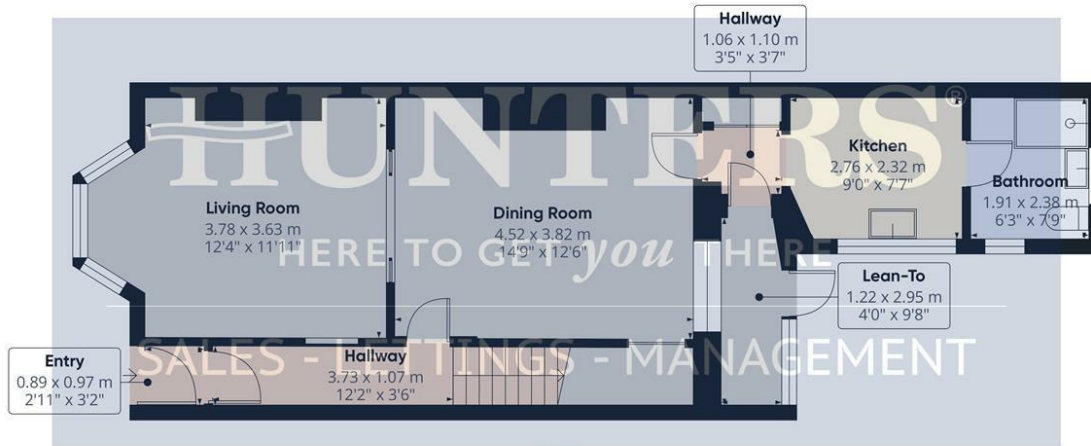 Hallway
1.06 x 1.10 m
3'5" x 3'7"
HUNTERS®
Kitchen
2.76 x 2.32 m
9'0" x 7'7"
Bathroom
1.91 x 2.38 m
6'3" x 7'9"
Living Room
3.78 x 3.63 m
12'4" x 11'11"
Dining Room
4.52 x 3.82 m
14'9" x 12'6"
HERE TO GET you THERE
Lean-To
1.22 x 2.95 m
4'0" x 9'8"
SALES - LETTINGS - MANAGEMENT
Entry
0.89 x 0.97 m
2'11" x 3'2"
Hallway
3.73 x 1.07 m
12'2" x 3'6"